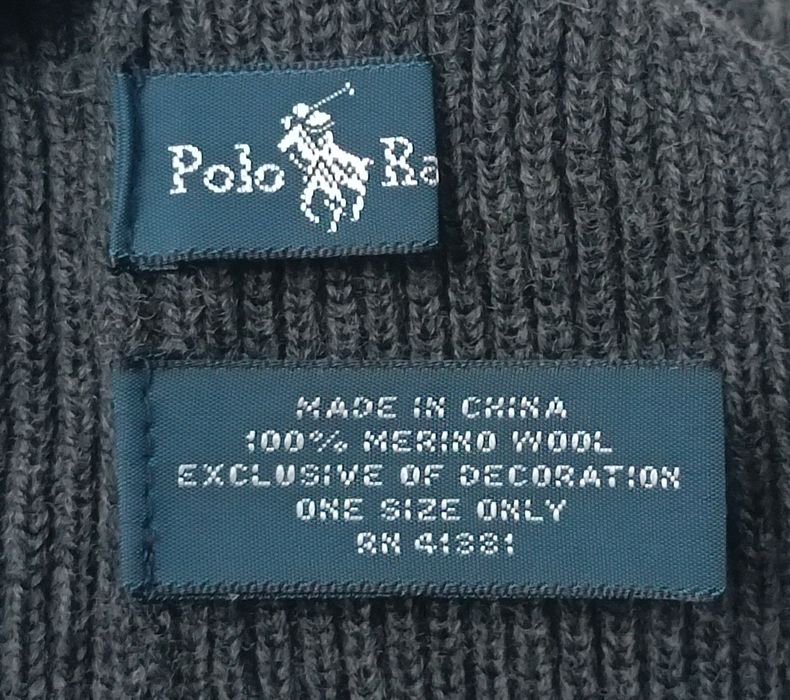 Polo Ra
MADE IN CHINA
100% MERINO WOOL
EXCLUSIVE OF DECORATION
ONE SIZE ONLY
RN 41381